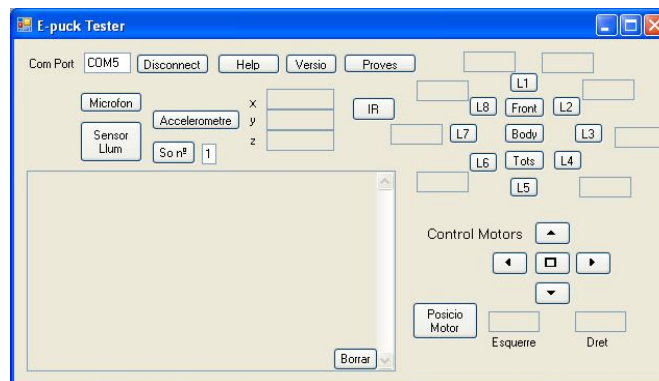 E-puck Tester
Com Port COM5 Disconnect Help Versio Proves
L1
Microfon x IR L8 Front L2
Accelerometre y
Sensor Llum L7 Body L3
z
So nº 1 L6 Tots L4
L5
Control Motors
Posicio Motor
Esquerre Dret
Borrar